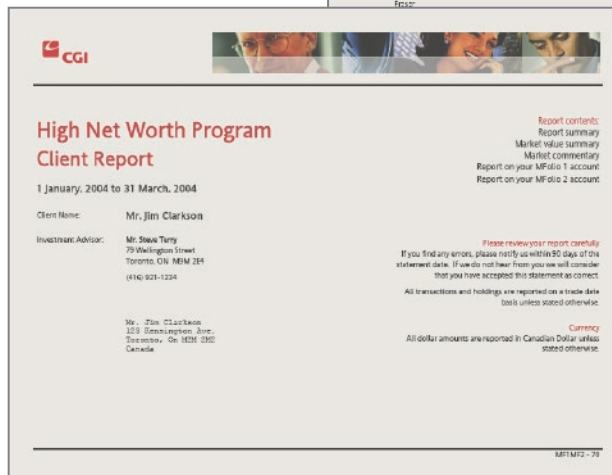 Fraser
CGI
High Net Worth Program
Client Report
1 January, 2004 to 31 March, 2004
Client Name: Mr. Jim Clarkson
Investment Advisor: Mr. Steve Terry
79 Wellington Street
Toronto, ON M9M 2E4
(416) 921-1234
Mr. Jim Clarkson
123 Kennington Ave.
Toronto, On M2M 2M2
Canada
Report contents:
Report summary
Market value summary
Market commentary
Report on your MFolio 1 account
Report on your MFolio 2 account
Please review your report carefully
If you find any errors, please notify us within 90 days of the
statement date. If we do not hear from you we will consider
that you have accepted this statement as correct.
All transactions and holdings are reported on a trade date
basis unless stated otherwise.
Currency
All dollar amounts are reported in Canadian Dollar unless
stated otherwise.
MF1MF2 - 70